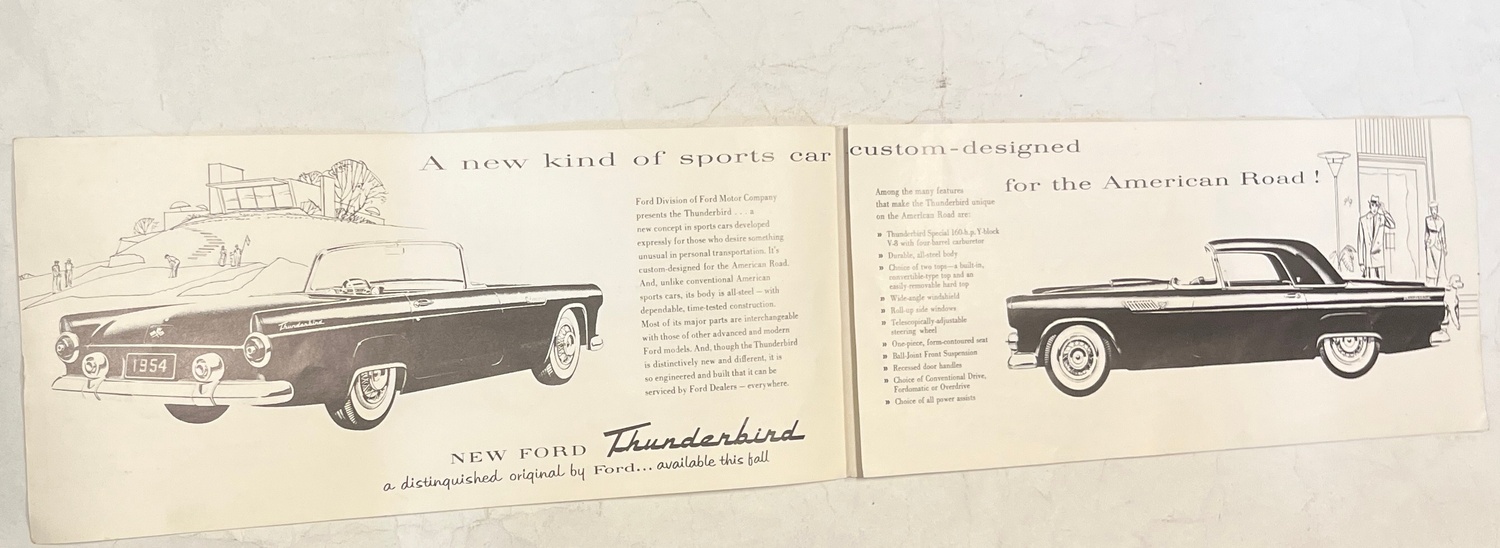 A new kind of sports car custom-designed
for the American Road!
Division of Ford Motor Company
presents the Thunderbird . . . a
new concept in sports cars developed
expressly for those who desire something
unusual in personal transportation. It's
custom-designed for the American Road.
And, unlike conventional American
sports cars, its body is all-steel — with
dependable, time-tested construction.
Most of its major parts are interchangeable
with those of other advanced and modern
Ford models. And, though the Thunderbird
is distinctively new and different, it is
so engineered and built that it can be
serviced by Ford Dealers — everywhere.
Thunderbird
1954
NEW FORD Thunderbird
a distinguished original by Ford... available this fall
Among the many features
that make the Thunderbird unique
on the American Road are:
» Thunderbird Special 160-h.p. Y-block
V-8 with four-barrel carburetor
» Durable, all-steel body
» Choice of two tops—a built-in,
convertible-type top and an
easily-removable hard top
» Wide-angle windshield
» Roll-up side windows
» Telescopically-adjustable
steering wheel
» One-piece, form-contoured seat
» Ball-Joint Front Suspension
» Recessed door handles
» Choice of Conventional Drive,
Fordomatic or Overdrive
» Choice of all power assists